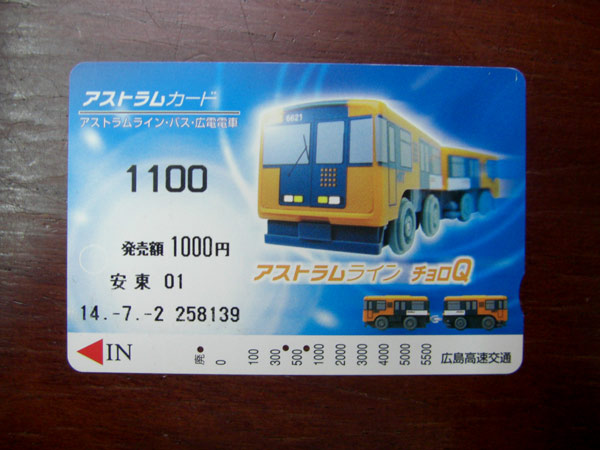 アストラムカード
アストラムライン・バス・広電電車
6621
1100
発売額 1000円
アストラムライン チョロQ
安東 01
14.-7.-2 258139
IN
廃 0 100 300 500 1000 2000 3000 4000 5000 5500
広島高速交通